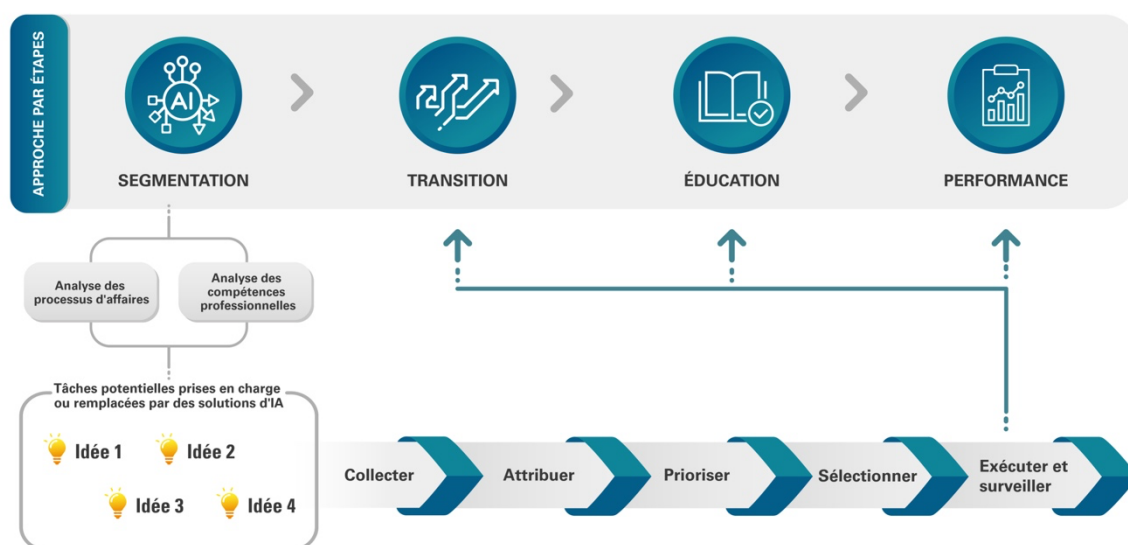 APPROCHE PAR ÉTAPES
AI
SEGMENTATION
TRANSITION
ÉDUCATION
PERFORMANCE
Analyse des
processus d'affaires
Analyse des
compétences
professionnelles
Tâches potentielles prises en charge
ou remplacées par des solutions d'IA
Idée 1
Idée 2
Idée 3
Idée 4
Collecter
Attribuer
Prioriser
Sélectionner
Exécuter et
surveiller